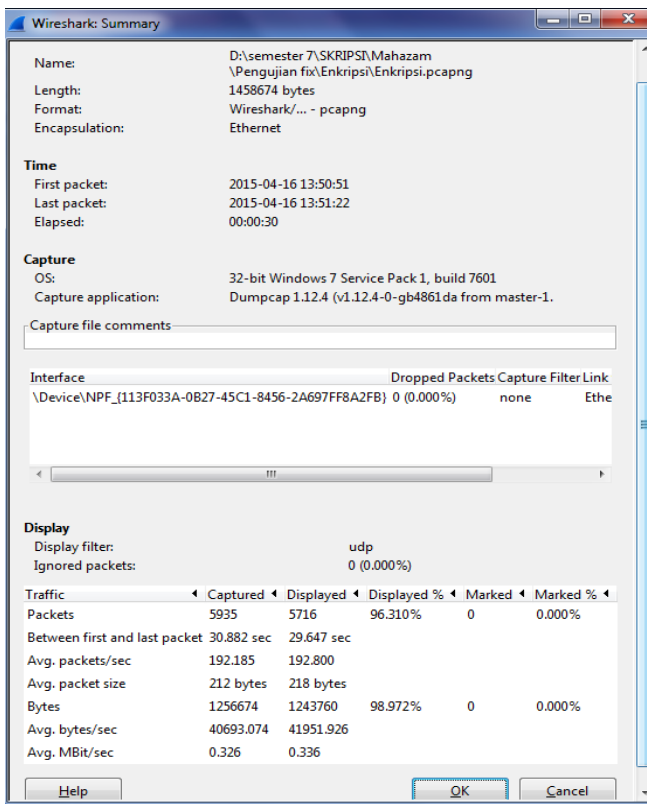 Wireshark: Summary
Name: D:\semester 7\SKRIPSI\Mahazam
\Pengujian fix\Enkripsi\Enkripsi.pcapng
Length: 1458674 bytes
Format: Wireshark/... - pcapng
Encapsulation: Ethernet
Time
First packet: 2015-04-16 13:50:51
Last packet: 2015-04-16 13:51:22
Elapsed: 00:00:30
Capture
OS: 32-bit Windows 7 Service Pack 1, build 7601
Capture application: Dumpcap 1.12.4 (v1.12.4-0-gb4861da from master-1.
Capture file comments
Interface Dropped Packets Capture Filter Link
\Device\NPF_{113F033A-0B27-45C1-8456-2A697FF8A2FB} 0 (0.000%) none Ethe
Display
Display filter: udp
Ignored packets: 0 (0.000%)
Traffic Captured Displayed Displayed % Marked Marked %
Packets 5935 5716 96.310% 0 0.000%
Between first and last packet 30.882 sec 29.647 sec
Avg. packets/sec 192.185 192.800
Avg. packet size 212 bytes 218 bytes
Bytes 1256674 1243760 98.972% 0 0.000%
Avg. bytes/sec 40693.074 41951.926
Avg. MBit/sec 0.326 0.336
Help OK Cancel